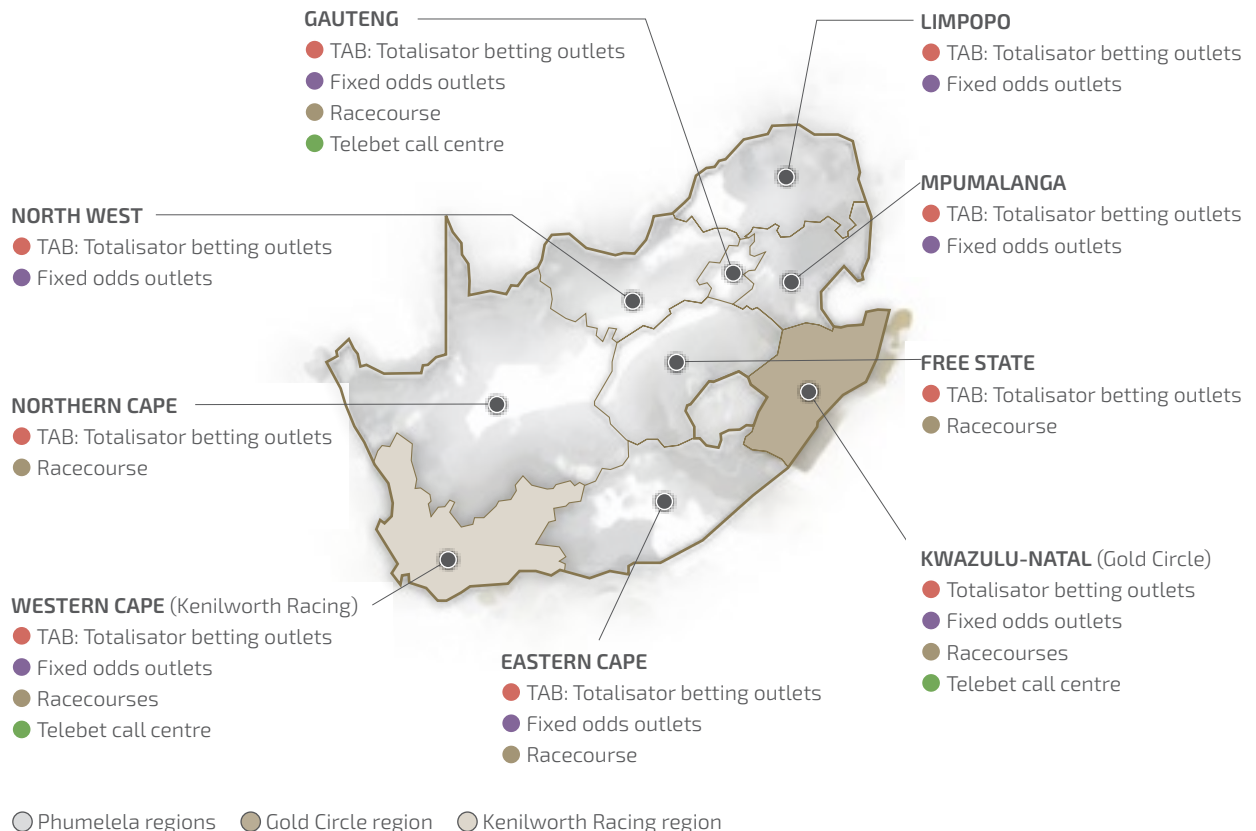 GAUTENG
TAB: Totalisator betting outlets
Fixed odds outlets
Racecourse
Telebet call centre
LIMPOPO
TAB: Totalisator betting outlets
Fixed odds outlets
NORTH WEST
TAB: Totalisator betting outlets
Fixed odds outlets
MPUMALANGA
TAB: Totalisator betting outlets
Fixed odds outlets
NORTHERN CAPE
TAB: Totalisator betting outlets
Racecourse
FREE STATE
TAB: Totalisator betting outlets
Racecourse
WESTERN CAPE (Kenilworth Racing)
TAB: Totalisator betting outlets
Fixed odds outlets
Racecourses
Telebet call centre
EASTERN CAPE
TAB: Totalisator betting outlets
Fixed odds outlets
Racecourse
KWAZULU-NATAL (Gold Circle)
Totalisator betting outlets
Fixed odds outlets
Racecourses
Telebet call centre
Phumelela regions Gold Circle region Kenilworth Racing region